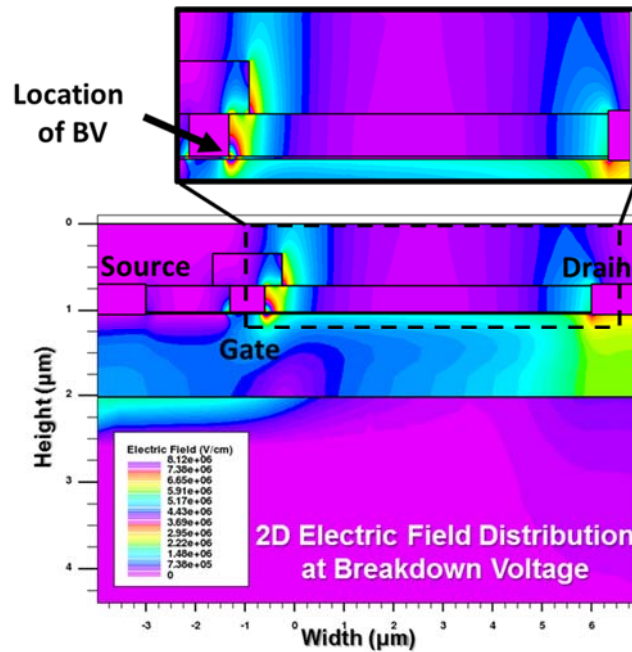 Location
of BV
0
Source
Drain
1
Gate
2
Height (μm)
Electric Field (V/cm)
8.12e+06
7.38e+06
6.65e+06
5.91e+06
5.17e+06
4.43e+06
3.69e+06
2.95e+06
2.22e+06
1.48e+06
7.38e+05
0
3
2D Electric Field Distribution
at Breakdown Voltage
4
-3 -2 -1 0 1 2 3 4 5 6
Width (μm)